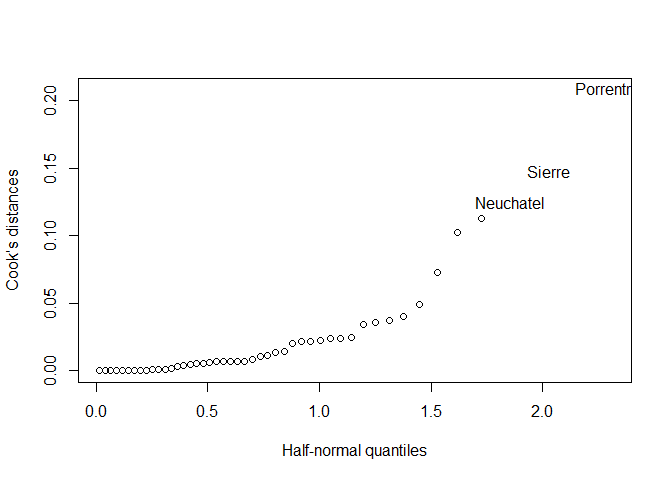 Porrentr
Sierre
Neuchatel
0.20
0.15
0.10
0.05
0.00
Cook's distances
0.0 0.5 1.0 1.5 2.0
Half-normal quantiles